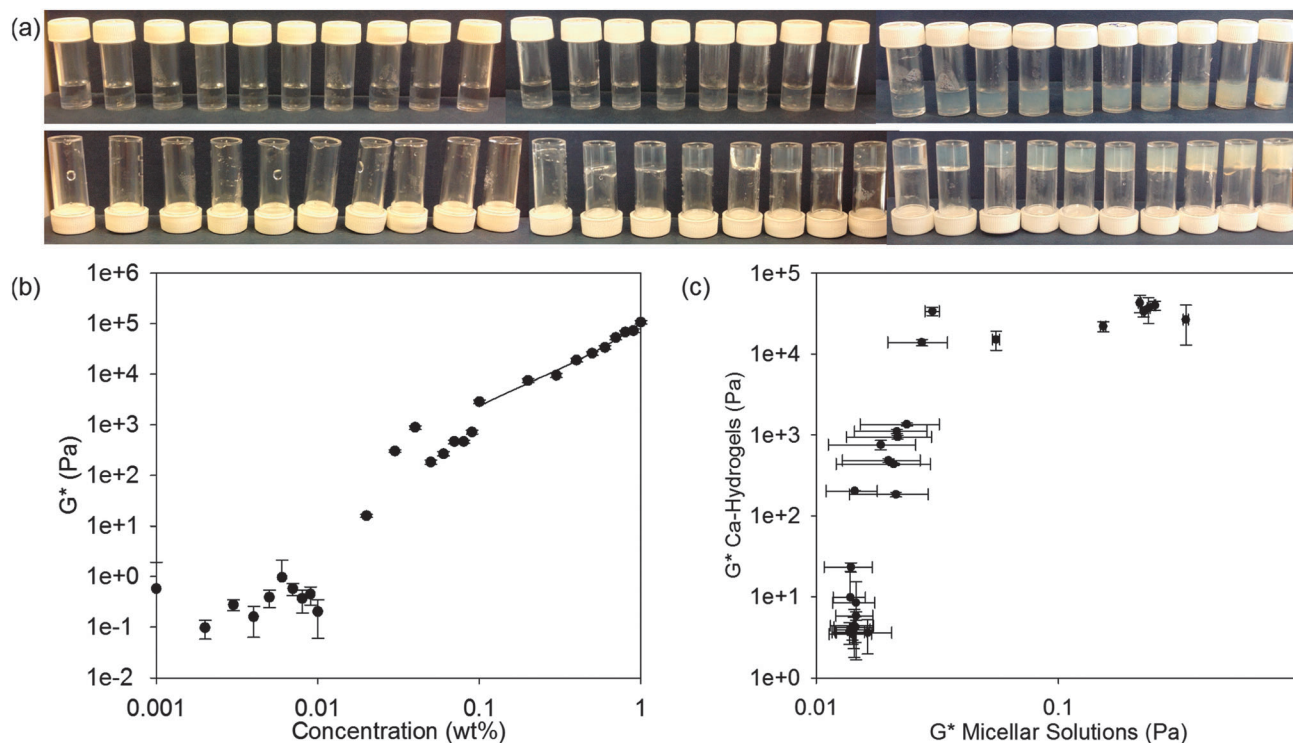 (a)
(b)
1e+6
1e+5
1e+4
1e+3
1e+2
1e+1
1e+0
1e-1
1e-2
G* (Pa)
0.001
0.01
0.1
1
Concentration (wt%)
(c)
1e+5
1e+4
1e+3
1e+2
1e+1
1e+0
G* Ca-Hydrogels (Pa)
0.01
0.1
G* Micellar Solutions (Pa)